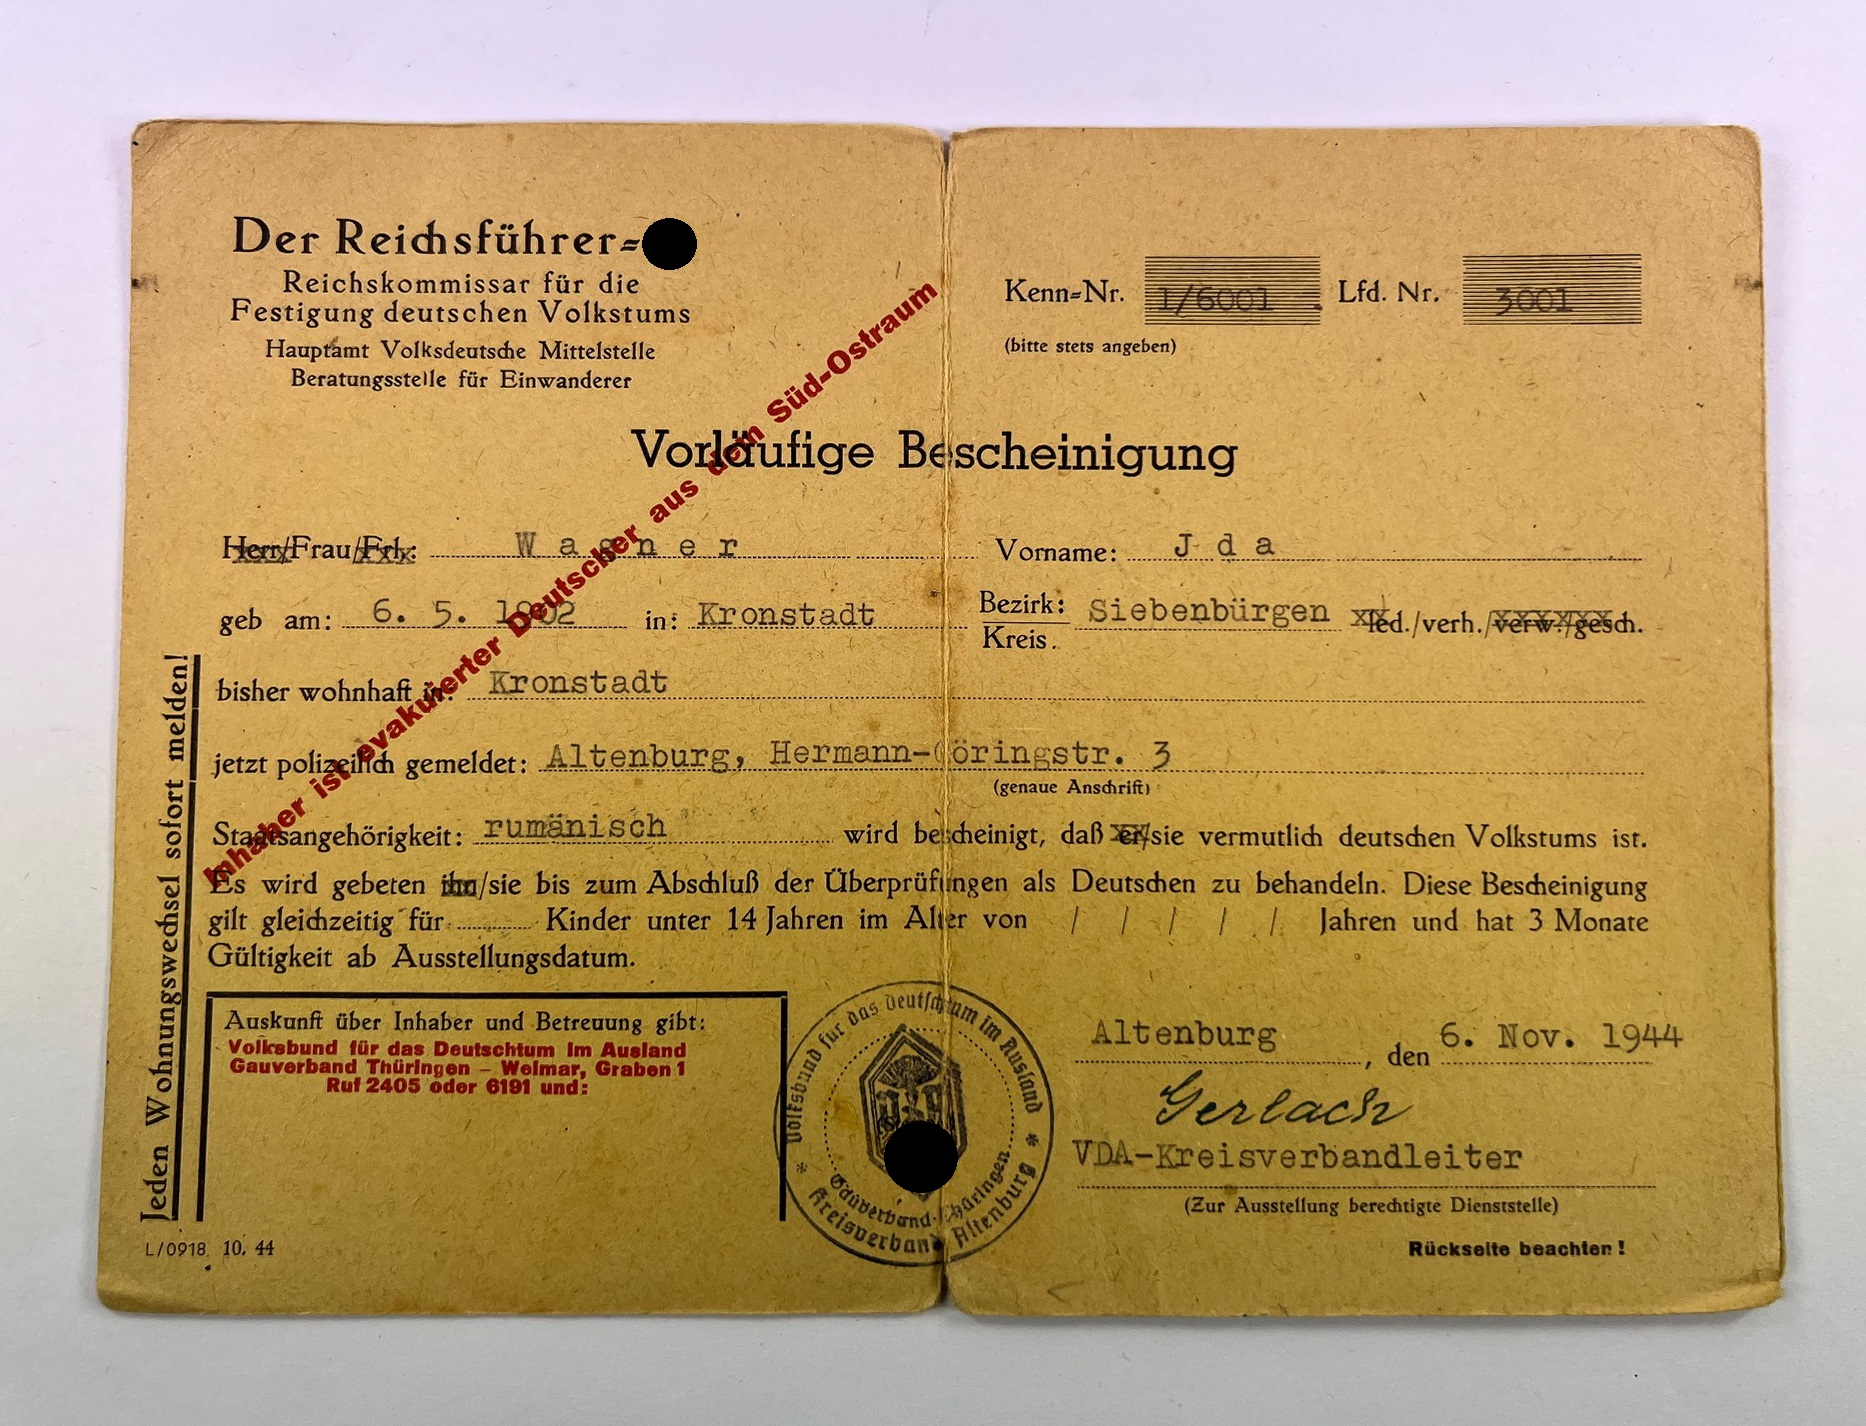 Der Reichsführer=
Reichskommissar für die
Festigung deutschen Volkstums
Hauptamt Volksdeutsche Mittelstelle
Beratungsstelle für Einwanderer
Kenn=Nr. 1/6001 Lfd. Nr. 3001
(bitte stets angeben)
Inhaber ist evakuierter Deutscher aus dem Süd-Ostraum
Vorläufige Bescheinigung
Herr/Frau/Frl.: Wagner Vorname: Jda
geb am: 6. 5. 1902 in: Kronstadt Bezirk: Kreis. Siebenbürgen led./verh./verw./gesch.
bisher wohnhaft in: Kronstadt
jetzt polizeilich gemeldet: Altenburg, Hermann-Göringstr. 3
(genaue Anschrift)
Staatsangehörigkeit: rumänisch wird bescheinigt, daß er/sie vermutlich deutschen Volkstums ist.
Es wird gebeten ihn/sie bis zum Abschluß der Überprüfungen als Deutschen zu behandeln. Diese Bescheinigung
gilt gleichzeitig für Kinder unter 14 Jahren im Alter von / / / / / Jahren und hat 3 Monate
Gültigkeit ab Ausstellungsdatum.
Jeden Wohnungswechsel sofort melden!
Auskunft über Inhaber und Betreuung gibt:
Volksbund für das Deutschtum im Ausland
Gauverband Thüringen – Weimar, Graben 1
Ruf 2405 oder 6191 und:
Volksbund für das Deutschtum im Ausland
Gauverband Thüringen
* Kreisverband Altenburg *
Altenburg, den 6. Nov. 1944
Gerlach
VDA-Kreisverbandleiter
(Zur Ausstellung berechtigte Dienststelle)
L/0918. 10. 44
Rückseite beachten!